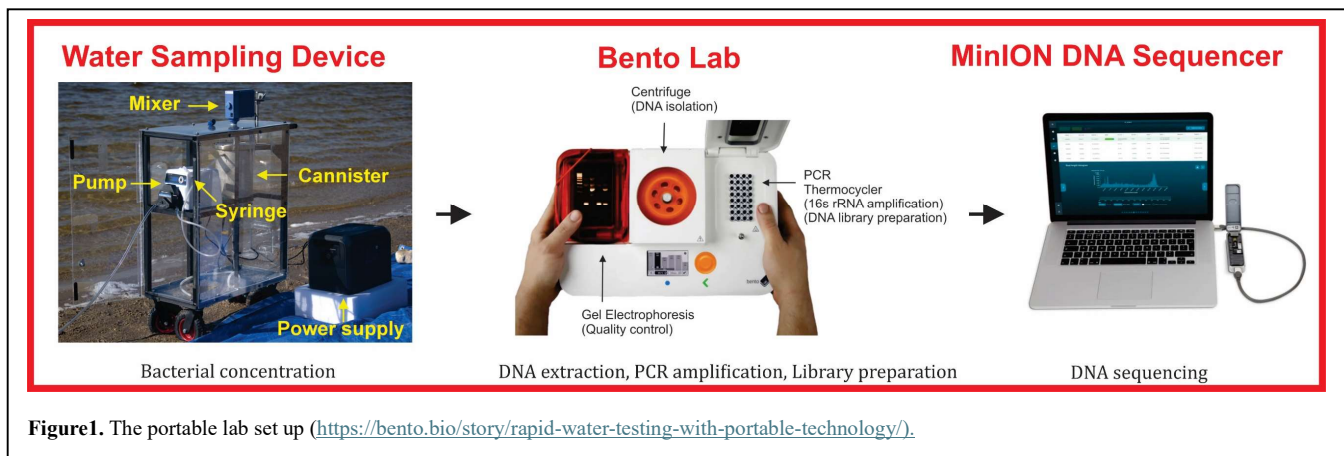 Water Sampling Device
Bento Lab
MinION DNA Sequencer
Mixer
Pump
Syringe
Cannister
Power supply
Centrifuge
(DNA isolation)
PCR
Thermocycler
(16s rRNA amplification)
(DNA library preparation)
Gel Electrophoresis
(Quality control)
bento
Bacterial concentration
DNA extraction, PCR amplification, Library preparation
DNA sequencing
Figure1. The portable lab set up (https://bento.bio/story/rapid-water-testing-with-portable-technology/).